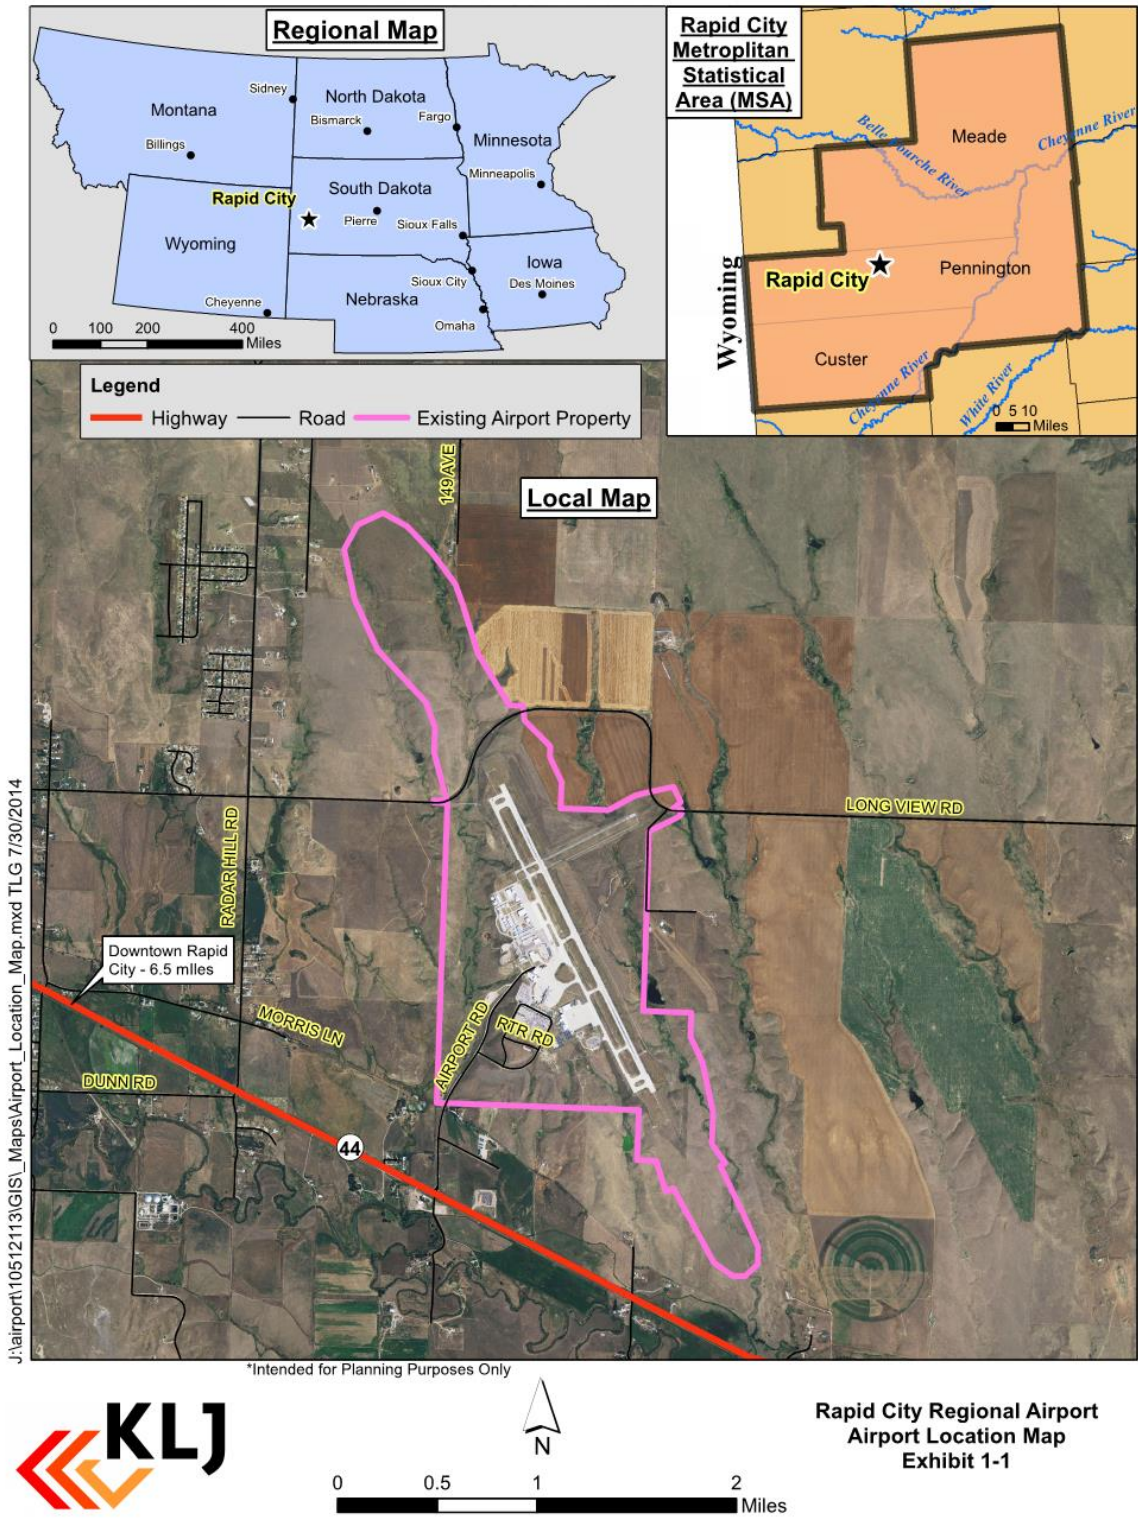 Regional Map
Montana
Sidney
North Dakota
Bismarck
Fargo
Minnesota
Billings
Minneapolis
Rapid City
South Dakota
Pierre
Sioux Falls
Wyoming
Iowa
Sioux City
Des Moines
Nebraska
Cheyenne
Omaha
0 100 200 400
Miles
Rapid City
Metroplitan
Statistical
Area (MSA)
Meade
Belle Fourche River
Cheyenne River
Wyoming
Rapid City
Pennington
Custer
Cheyenne River
White River
0 5 10
Miles
Legend
Highway Road Existing Airport Property
149 AVE
Local Map
LONG VIEW RD
RADAR HILL RD
Downtown Rapid
City - 6.5 mIles
MORRIS LN
AIRPORT RD
RTR RD
DUNN RD
44
J:\airport\10512113\GIS\_Maps\Airport_Location_Map.mxd TLG 7/30/2014
*Intended for Planning Purposes Only
KLJ
N
0 0.5 1 2
Miles
Rapid City Regional Airport
Airport Location Map
Exhibit 1-1